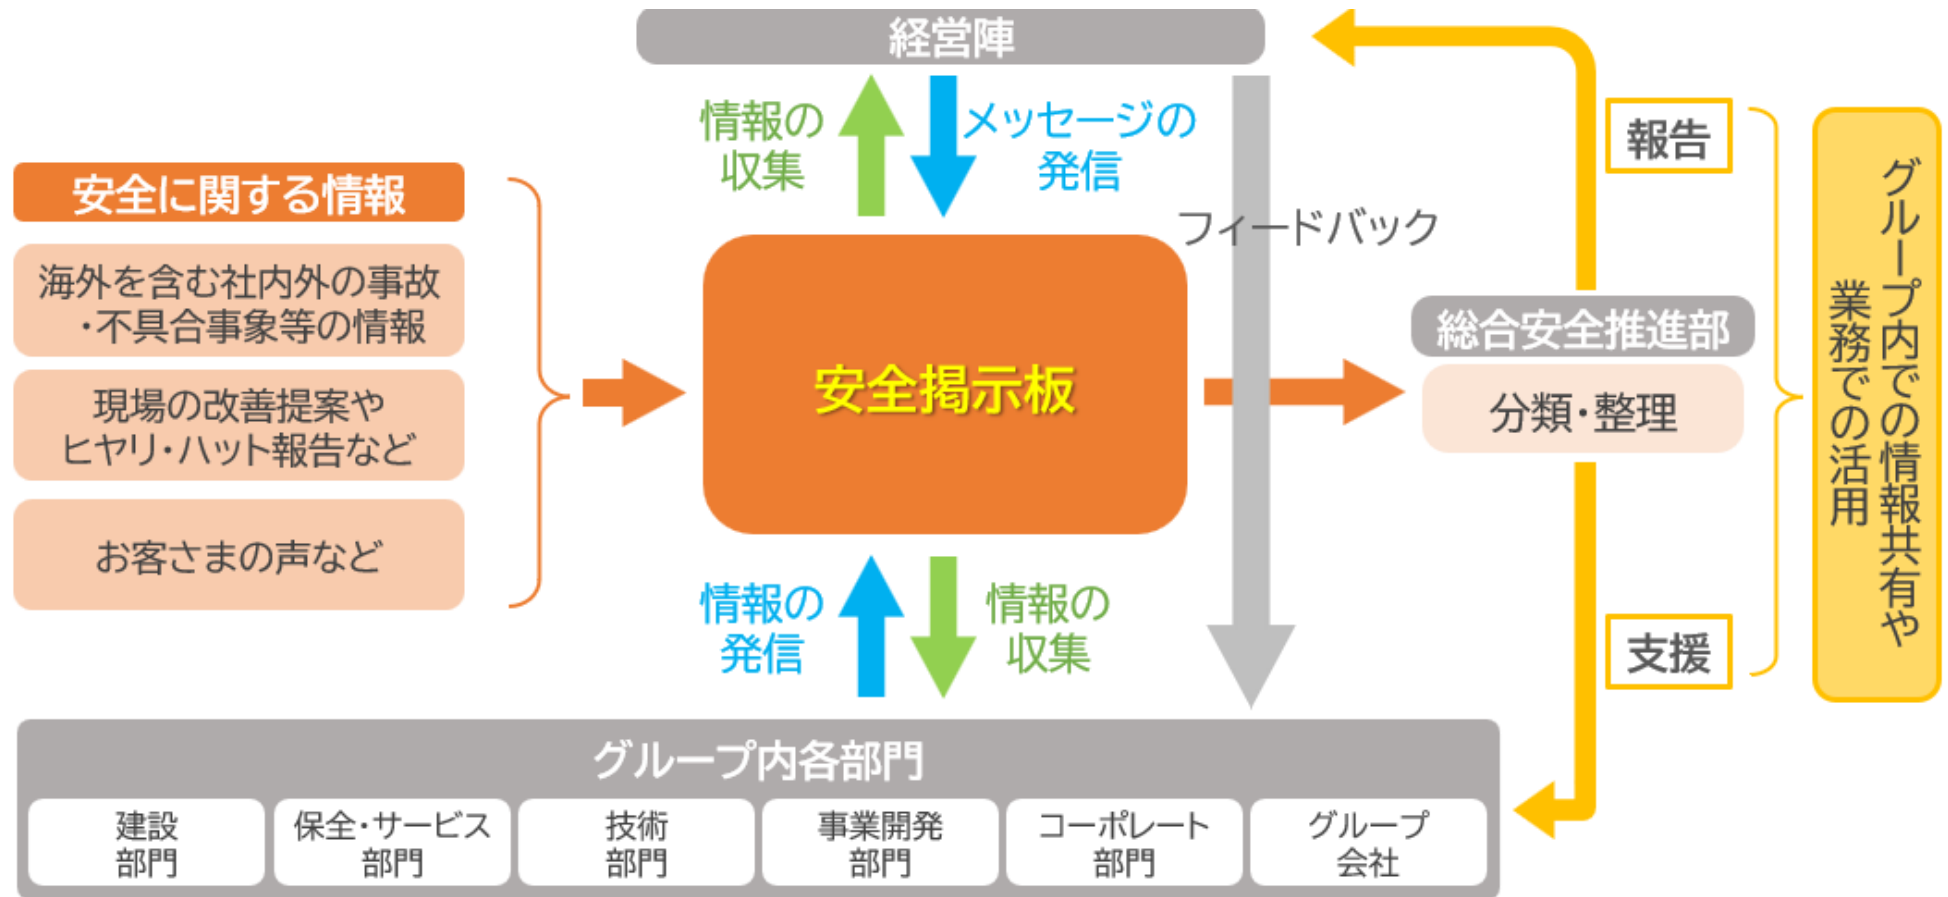 経営陣
情報の
収集
メッセージの
発信
報告
安全に関する情報
海外を含む社内外の事故
・不具合事象等の情報
現場の改善提案や
ヒヤリ・ハット報告など
お客さまの声など
フィードバック
安全掲示板
総合安全推進部
分類・整理
グループ内での情報共有や
業務での活用
情報の
発信
情報の
収集
支援
グループ内各部門
建設
部門
保全・サービス
部門
技術
部門
事業開発
部門
コーポレート
部門
グループ
会社